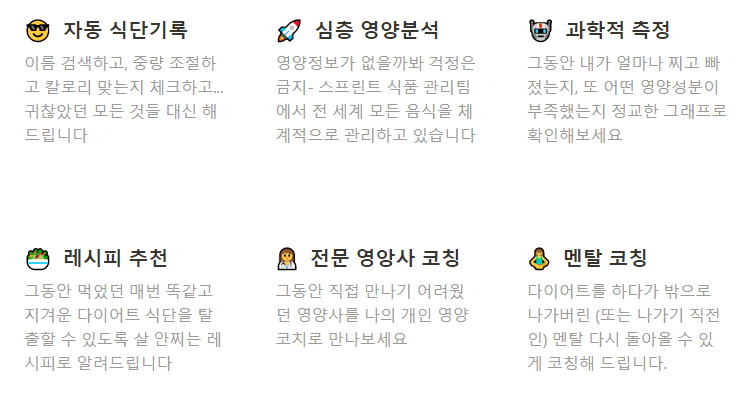 자동 식단기록
이름 검색하고, 중량 조절하
고 칼로리 맞는지 체크하고...
귀찮았던 모든 것들 대신 해
드립니다
심층 영양분석
영양정보가 없을까봐 걱정은
금지- 스프린트 식품 관리팀
에서 전 세계 모든 음식을 체
계적으로 관리하고 있습니다
과학적 측정
그동안 내가 얼마나 찌고 빠
졌는지, 또 어떤 영양성분이
부족했는지 정교한 그래프로
확인해보세요
레시피 추천
그동안 먹었던 매번 똑같고
지겨운 다이어트 식단을 탈
출할 수 있도록 살 안찌는 레
시피로 알려드립니다
전문 영앙사 코칭
그동안 직접 만나기 어려웠
던 영양사를 나의 개인 영양
코치로 만나보세요
멘탈 코칭
다이어트를 하다가 밖으로
나가버린 (또는 나가기 직전
인) 멘탈 다시 돌아올 수 있
게 코칭해 드립니다.